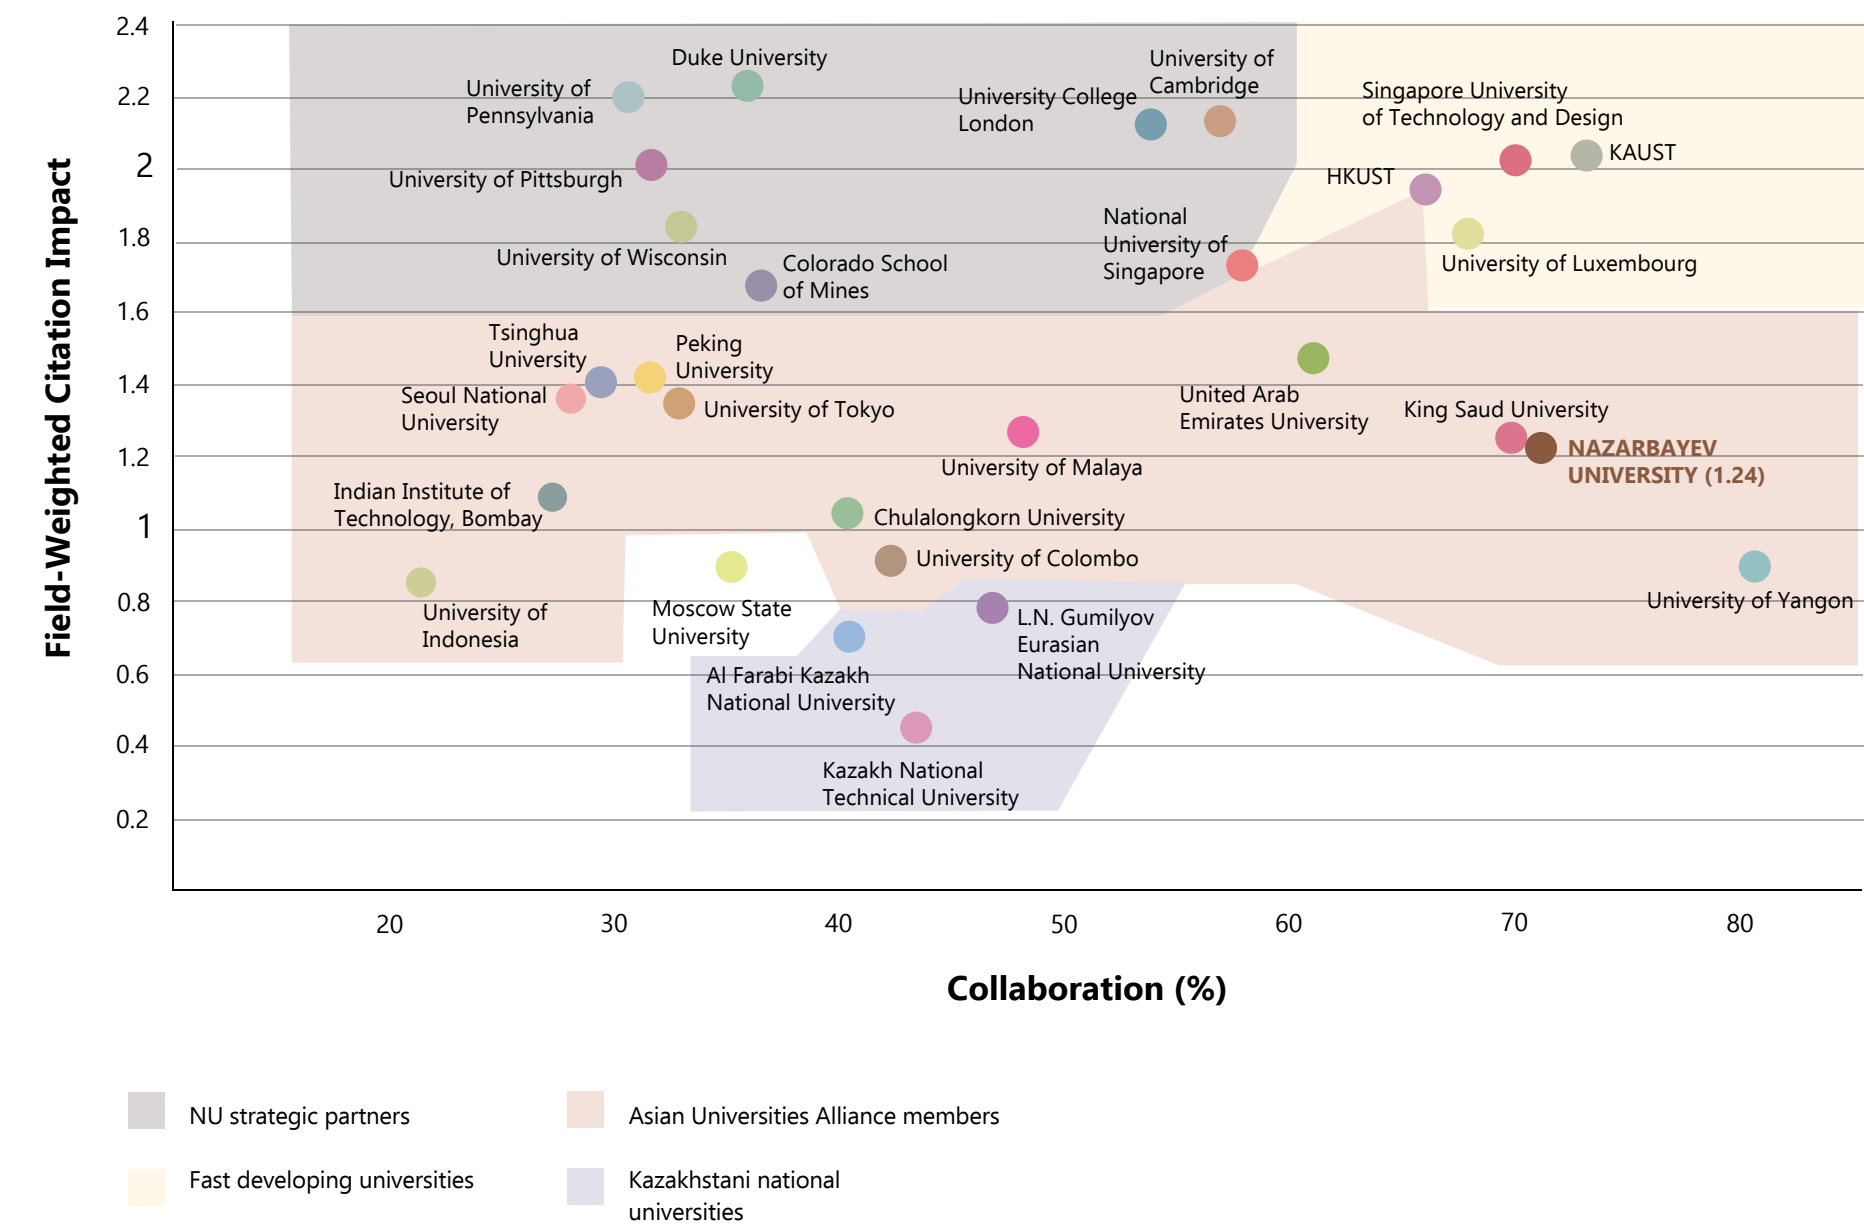 2.4
2.2
2
1.8
1.6
1.4
1.2
1
0.8
0.6
0.4
0.2
Field-Weighted Citation Impact
Duke University
University of
Pennsylvania
University of
Cambridge
University College
London
Singapore University
of Technology and Design
KAUST
HKUST
University of Pittsburgh
National
University of
Singapore
University of Wisconsin
Colorado School
of Mines
University of Luxembourg
Tsinghua
University
Peking
University
Seoul National
University
University of Tokyo
United Arab
Emirates University
King Saud University
NAZARBAYEV
UNIVERSITY (1.24)
University of Malaya
Indian Institute of
Technology, Bombay
Chulalongkorn University
University of Colombo
University of
Indonesia
Moscow State
University
University of Yangon
L.N. Gumilyov
Eurasian
National University
Al Farabi Kazakh
National University
Kazakh National
Technical University
20
30
40
50
60
70
80
Collaboration (%)
NU strategic partners
Asian Universities Alliance members
Fast developing universities
Kazakhstani national
universities